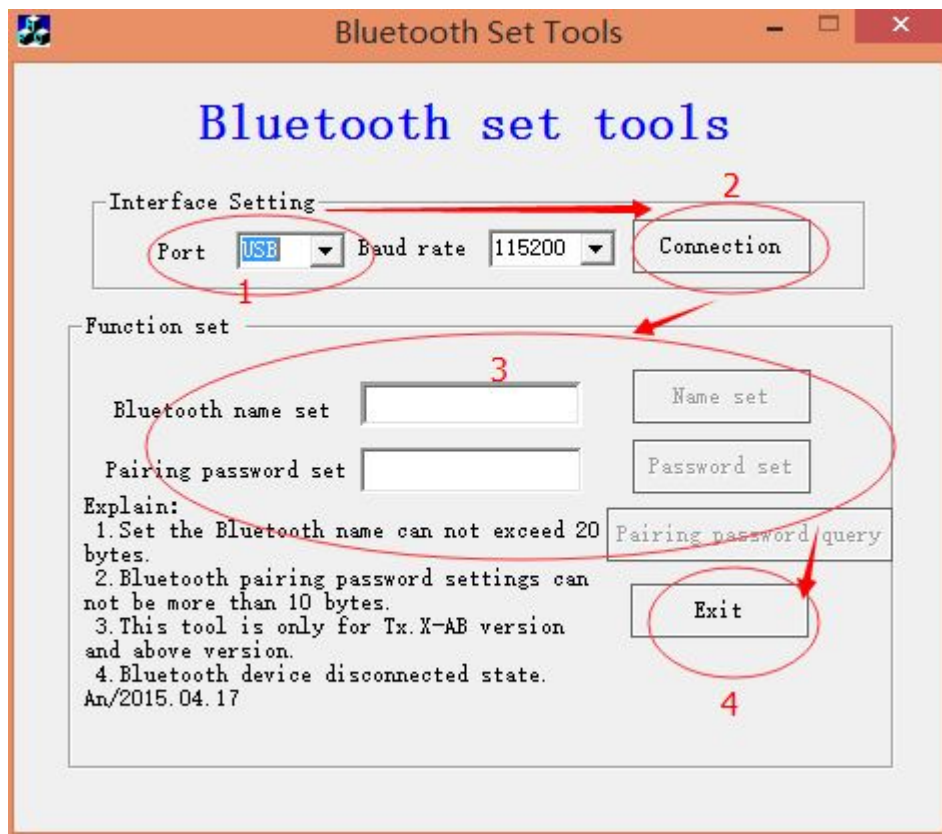 Bluetooth Set Tools
Bluetooth set tools
Interface Setting
2
Port USB Baud rate 115200 Connection
1
Function set
3
Bluetooth name set Name set
Pairing password set Password set
Pairing password query
Explain:
1.Set the Bluetooth name can not exceed 20
bytes.
2.Bluetooth pairing password settings can
not be more than 10 bytes.
3.This tool is only for Tx.X-AB version
and above version.
4.Bluetooth device disconnected state.
An/2015.04.17
Exit
4